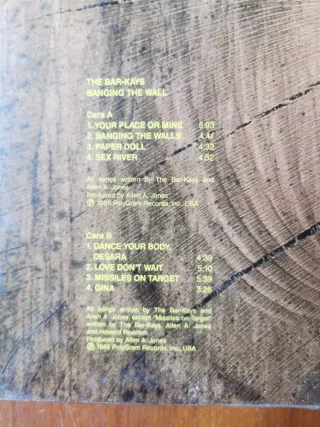 THE BAR-KAYS
BANGING THE WALL
Cara A
1. YOUR PLACE OR MINE 5:03
2. BANGING THE WALLS 4:41
3. PAPER DOLL 4:32
4. SEX RIVER 4:52
All songs written by The Bar-Kays and
Allen A. Jones
Produced by Allen A. Jones
Ⓟ 1985 PolyGram Records, Inc., USA
Cara B
1. DANCE YOUR BODY,
DESARA 4:39
2. LOVE DON'T WAIT 5:10
3. MISSILES ON TARGET 5:38
4. GINA 3:26
All songs written by The Bar-Kays and
Allen A. Jones, except "Missiles on Target"
written by The Bar-Kays, Allen A. Jones
and Howard
Produced by Allen A. Jones
Ⓟ 1985 PolyGram Records, Inc., USA